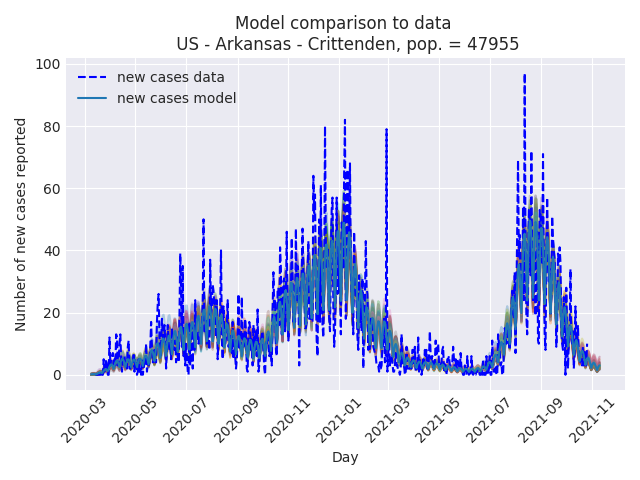 Model comparison to data
US - Arkansas - Crittenden, pop. = 47955
new cases data
new cases model
Number of new cases reported
100
80
60
40
20
0
2020-03
2020-05
2020-07
2020-09
2020-11
2021-01
2021-03
2021-05
2021-07
2021-09
2021-11
Day